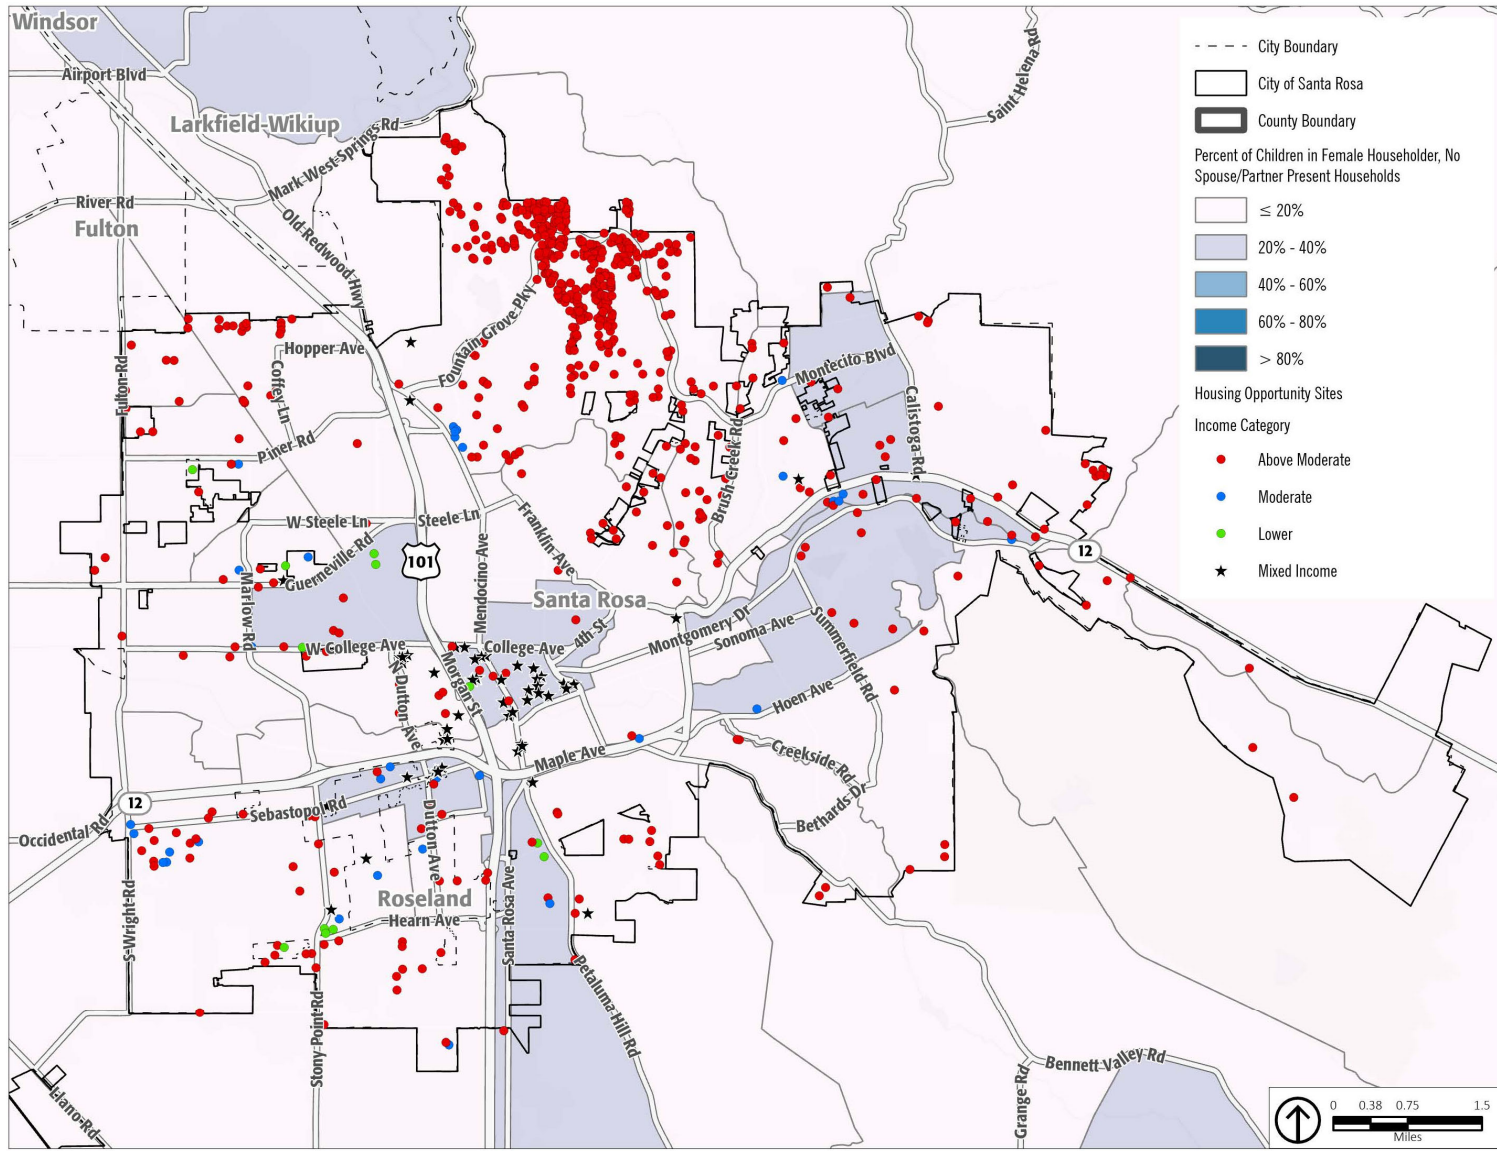 Windsor
Airport Blvd
Larkfield-Wikiup
Mark West Springs Rd
River Rd
Fulton
Old Redwood Hwy
Saint Helena Rd
Fountain Grove Pky
Hopper Ave
Coffey Ln
Fulton Rd
Piner Rd
Montecito Blvd
Calistoga Rd
Brush Creek Rd
W Steele Ln
Steele Ln
Franklin Ave
Guerneville Rd
101
Mendocino Ave
Marlow Rd
Santa Rosa
12
W College Ave
College Ave
4th St
Montgomery Dr
Sonoma Ave
Summerfield Rd
Morgan St
N Dutton Ave
Hoen Ave
Maple Ave
Creekside Rd
Bethards Dr
12
Sebastopol Rd
Occidental Rd
Dutton Ave
Roseland
Hearn Ave
Santa Rosa Ave
S Wright Rd
Stony Point Rd
Petaluma Hill Rd
Llano Rd
Grange Rd
Bennett Valley Rd
City Boundary
City of Santa Rosa
County Boundary
Percent of Children in Female Householder, No
Spouse/Partner Present Households
≤ 20%
20% - 40%
40% - 60%
60% - 80%
> 80%
Housing Opportunity Sites
Income Category
Above Moderate
Moderate
Lower
Mixed Income
0 0.38 0.75 1.5
Miles